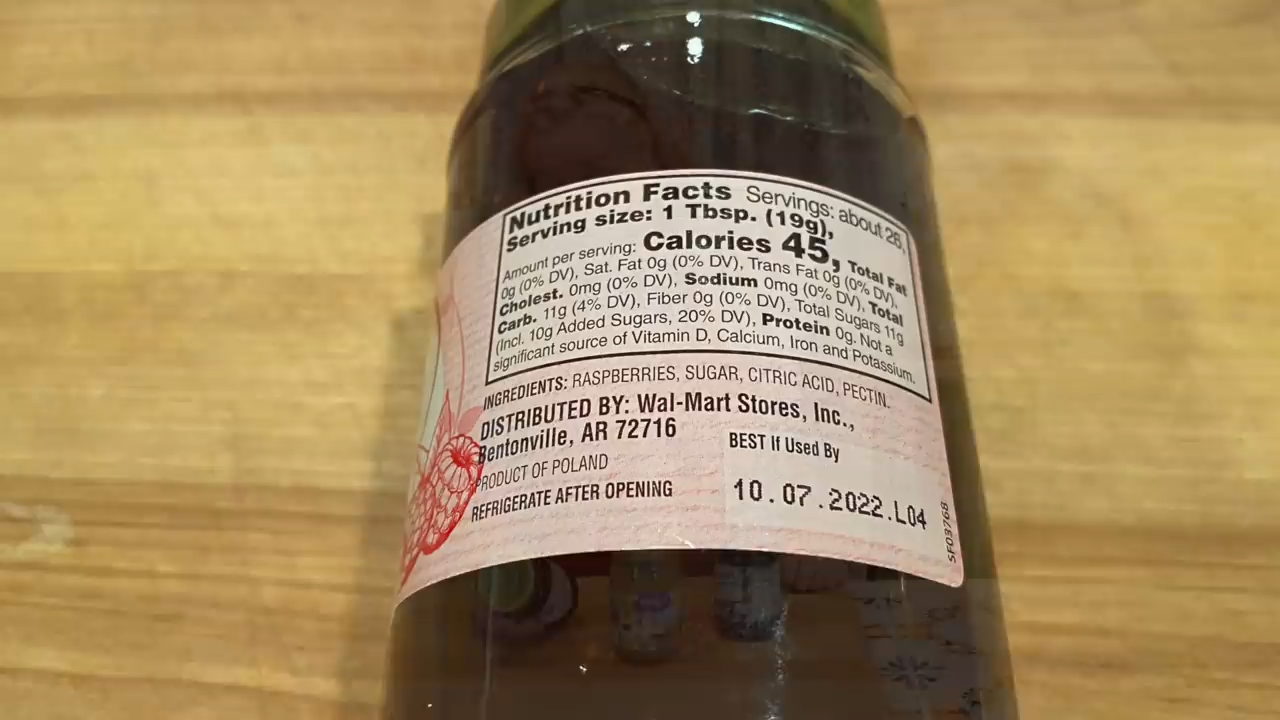 Nutrition Facts Servings: about 26,
Serving size: 1 Tbsp. (19g),
Amount per serving: Calories 45, Total Fat
0g (0% DV), Sat. Fat 0g (0% DV), Trans Fat 0g (0% DV),
Cholest. 0mg (0% DV), Sodium 0mg (0% DV), Total
Carb. 11g (4% DV), Fiber 0g (0% DV), Total Sugars 11g
(Incl. 10g Added Sugars, 20% DV), Protein 0g. Not a
significant source of Vitamin D, Calcium, Iron and Potassium.
INGREDIENTS: RASPBERRIES, SUGAR, CITRIC ACID, PECTIN.
DISTRIBUTED BY: Wal-Mart Stores, Inc.,
Bentonville, AR 72716
PRODUCT OF POLAND
REFRIGERATE AFTER OPENING
BEST If Used By
10.07.2022.L04
SF03768